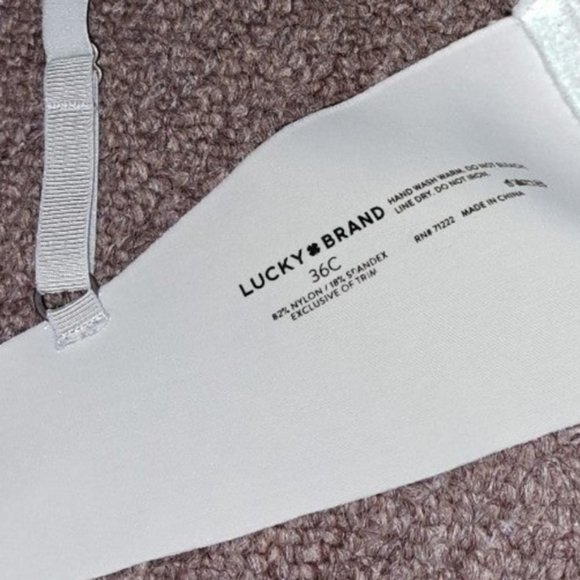 LUCKY BRAND
36C
82% NYLON / 18% SPANDEX
EXCLUSIVE OF TRIM
HAND WASH WARM. DO NOT BLEACH.
LINE DRY. DO NOT IRON.
RN# 71222 MADE IN CHINA